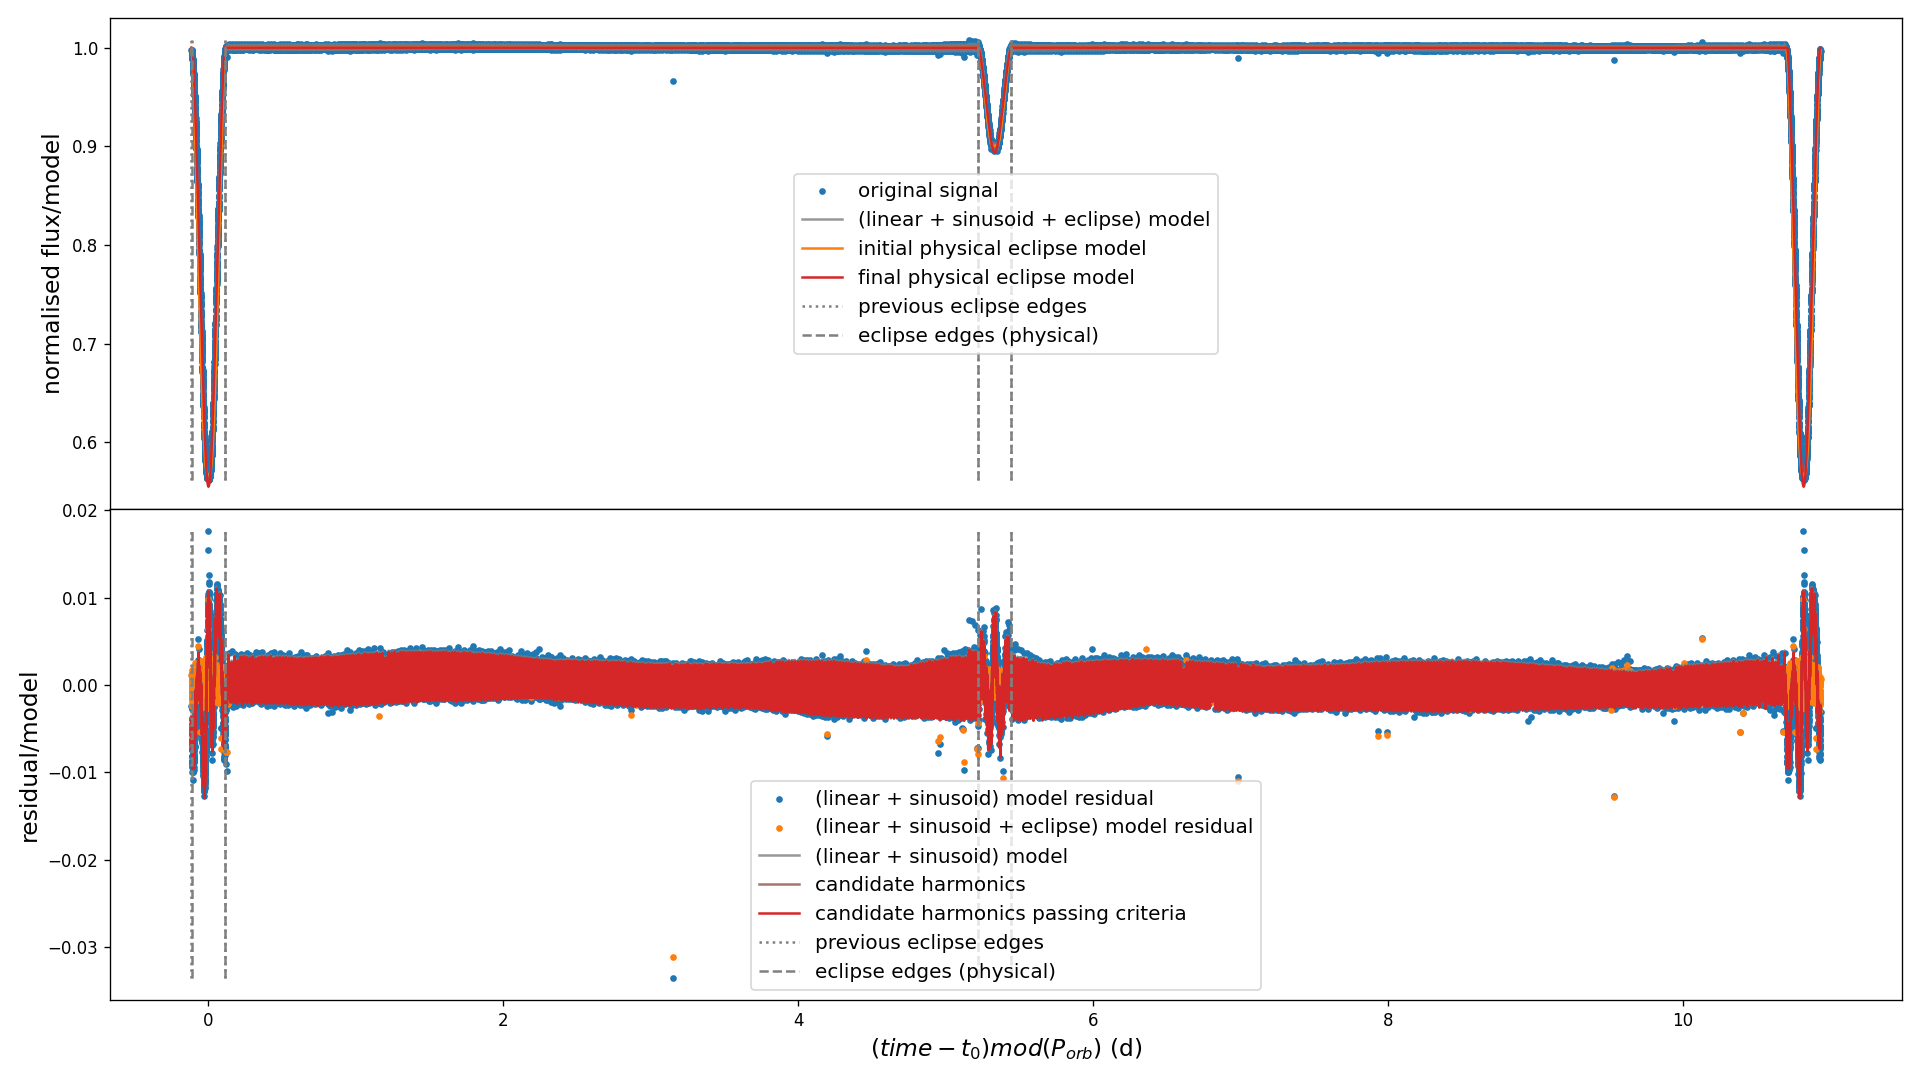 normalised flux/model
1.0
0.9
0.8
0.7
0.6
original signal
(linear + sinusoid + eclipse) model
initial physical eclipse model
final physical eclipse model
previous eclipse edges
eclipse edges (physical)
residual/model
0.02
0.01
0.00
−0.01
−0.02
−0.03
(linear + sinusoid) model residual
(linear + sinusoid + eclipse) model residual
(linear + sinusoid) model
candidate harmonics
candidate harmonics passing criteria
previous eclipse edges
eclipse edges (physical)
0 2 4 6 8 10
(time − t₀)mod(Pₒᵣb) (d)